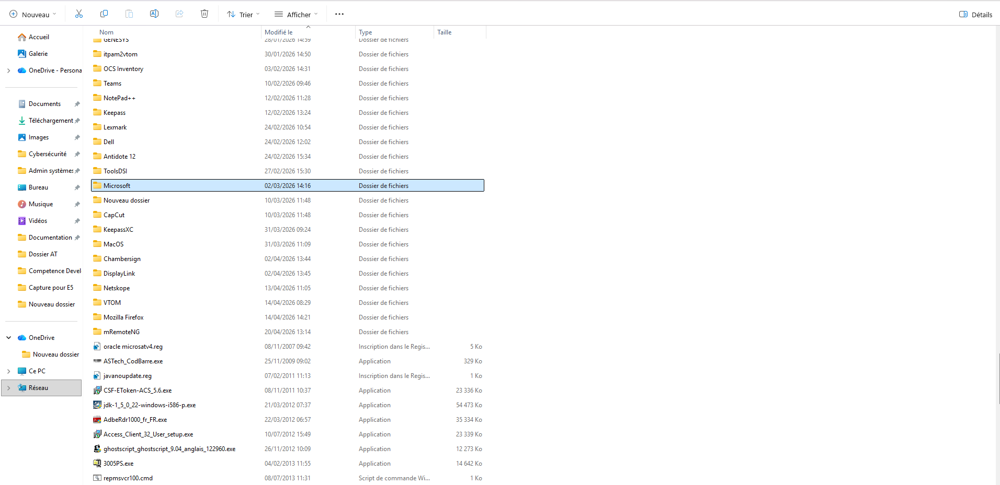 Nouveau Trier Afficher ... Détails
Nom Modifié le Type Taille
Accueil
Galerie
OneDrive - Persona
Documents
Téléchargement
Images
Cybersécurité
Admin systèmes
Bureau
Musique
Vidéos
Documentation
Dossier AT
Competence Devel
Capture pour E5
Nouveau dossier
OneDrive
Nouveau dossier
Ce PC
Réseau
GENESYS 28/01/2026 14:59 Dossier de fichiers
itpam2vtom 30/01/2026 14:50 Dossier de fichiers
OCS Inventory 03/02/2026 14:31 Dossier de fichiers
Teams 10/02/2026 09:46 Dossier de fichiers
NotePad++ 12/02/2026 11:28 Dossier de fichiers
Keepass 12/02/2026 13:24 Dossier de fichiers
Lexmark 24/02/2026 10:54 Dossier de fichiers
Dell 24/02/2026 12:02 Dossier de fichiers
Antidote 12 24/02/2026 15:34 Dossier de fichiers
ToolsDSI 27/02/2026 15:30 Dossier de fichiers
Microsoft 02/03/2026 14:16 Dossier de fichiers
Nouveau dossier 10/03/2026 11:48 Dossier de fichiers
CapCut 10/03/2026 11:48 Dossier de fichiers
KeepassXC 31/03/2026 09:24 Dossier de fichiers
MacOS 31/03/2026 11:09 Dossier de fichiers
Chambersign 02/04/2026 13:44 Dossier de fichiers
DisplayLink 02/04/2026 13:45 Dossier de fichiers
Netskope 13/04/2026 11:05 Dossier de fichiers
VTOM 14/04/2026 08:29 Dossier de fichiers
Mozilla Firefox 14/04/2026 14:21 Dossier de fichiers
mRemoteNG 20/04/2026 13:14 Dossier de fichiers
oracle microsatv4.reg 08/11/2007 09:42 Inscription dans le Regis... 5 Ko
ASTech_CodBarre.exe 25/11/2009 09:02 Application 329 Ko
javanoupdate.reg 07/02/2011 11:13 Inscription dans le Regis... 1 Ko
CSF-EToken-ACS_5.6.exe 08/11/2011 10:37 Application 23 336 Ko
jdk-1_5_0_22-windows-i586-p.exe 21/03/2012 07:37 Application 54 473 Ko
AdbeRdr1000_fr_FR.exe 22/03/2012 06:57 Application 35 334 Ko
Access_Client_32_User_setup.exe 10/07/2012 15:49 Application 23 339 Ko
ghostscript_ghostscript_9.04_anglais_122960.exe 26/11/2012 10:09 Application 12 273 Ko
3005PS.exe 04/02/2013 11:55 Application 14 642 Ko
repmsvcr100.cmd 08/07/2013 11:31 Script de commande Wi... 1 Ko